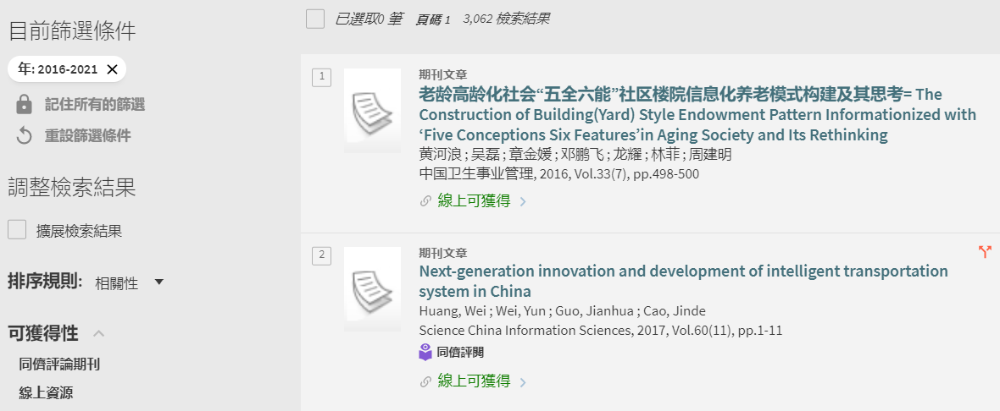 目前篩選條件
年: 2016-2021 ✕
記住所有的篩選
重設篩選條件
調整檢索結果
擴展檢索結果
排序規則: 相關性
可獲得性
同儕評論期刊
線上資源
已選取0 筆 頁碼 1 3,062 檢索結果
1
期刊文章
老龄高龄化社会“五全六能”社区楼院信息化养老模式构建及其思考= The
Construction of Building(Yard) Style Endowment Pattern Informationized with
‘Five Conceptions Six Features’in Aging Society and Its Rethinking
黄河浪 ; 吴磊 ; 章金媛 ; 邓鹏飞 ; 龙耀 ; 林菲 ; 周建明
中国卫生事业管理, 2016, Vol.33(7), pp.498-500
線上可獲得
2
期刊文章
Next-generation innovation and development of intelligent transportation
system in China
Huang, Wei ; Wei, Yun ; Guo, Jianhua ; Cao, Jinde
Science China Information Sciences, 2017, Vol.60(11), pp.1-11
同儕評閱
線上可獲得